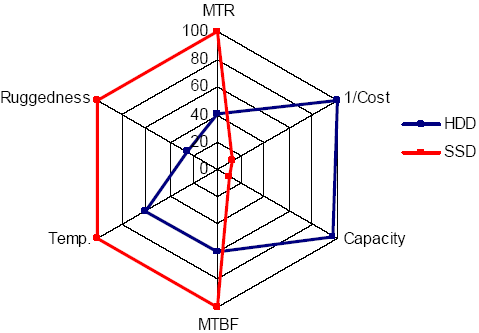 MTR
100
80
60
40
20
0
Ruggedness
1/Cost
HDD
SSD
Temp.
Capacity
MTBF